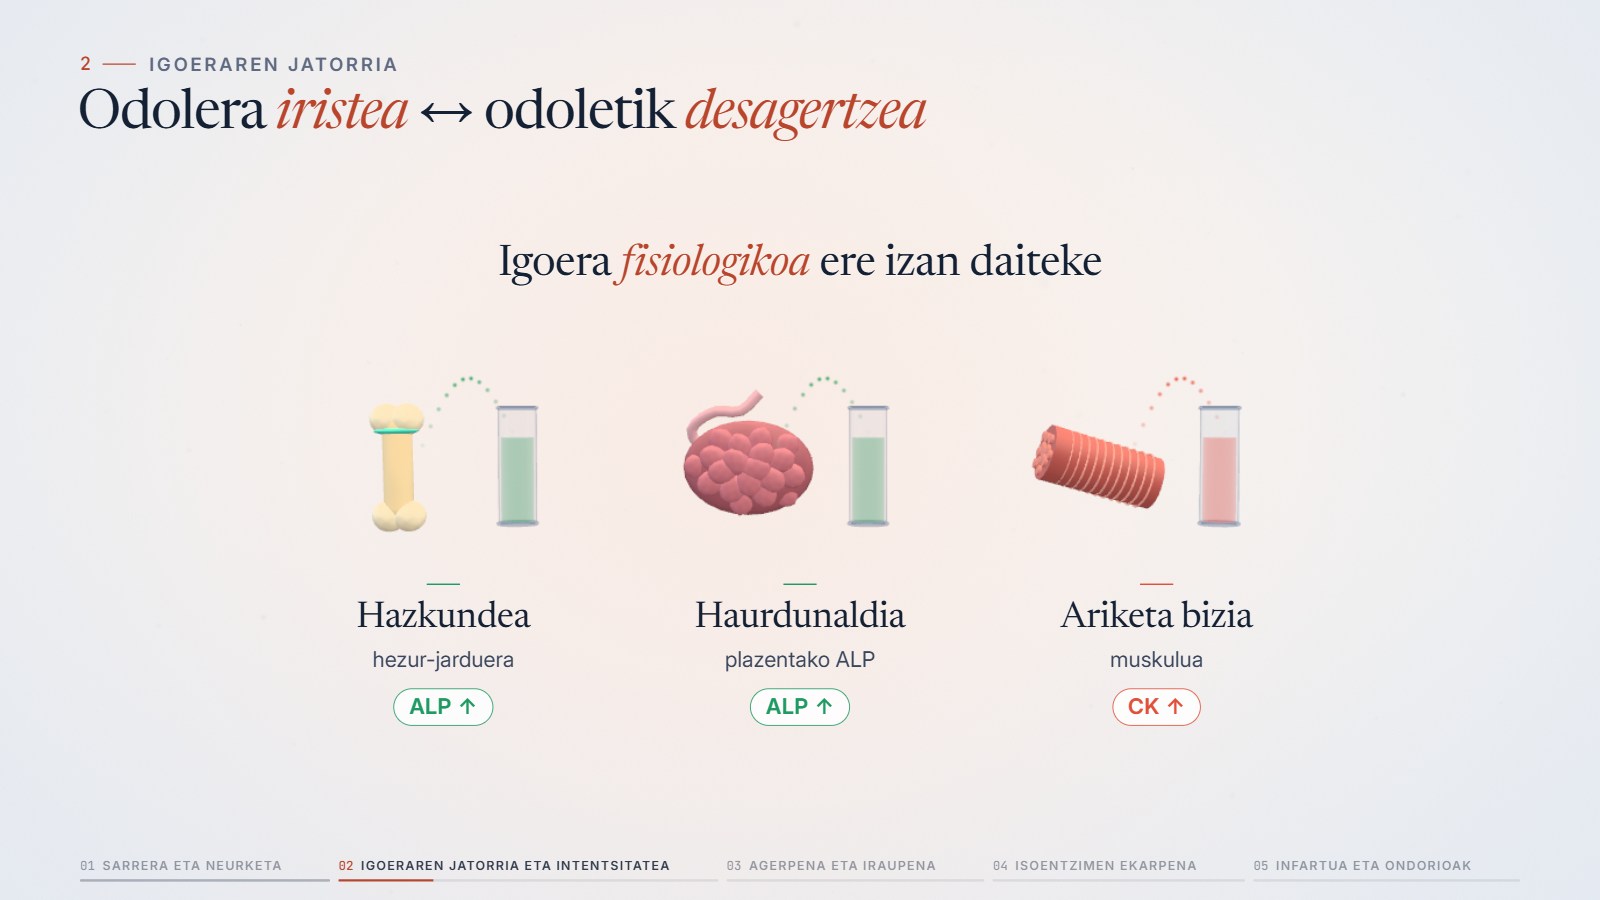 2 — IGOERAREN JATORRIA
Odolera iristea ↔ odoletik desagertzea
Igoera fisiologikoa ere izan daiteke
Hazkundea
hezur-jarduera
ALP ↑
Haurdunaldia
plazentako ALP
ALP ↑
Ariketa bizia
muskulua
CK ↑
01 SARRERA ETA NEURKETA
02 IGOERAREN JATORRIA ETA INTENTSITATEA
03 AGERPENA ETA IRAUPENA
04 ISOENTZIMEN EKARPENA
05 INFARTUA ETA ONDORIOAK